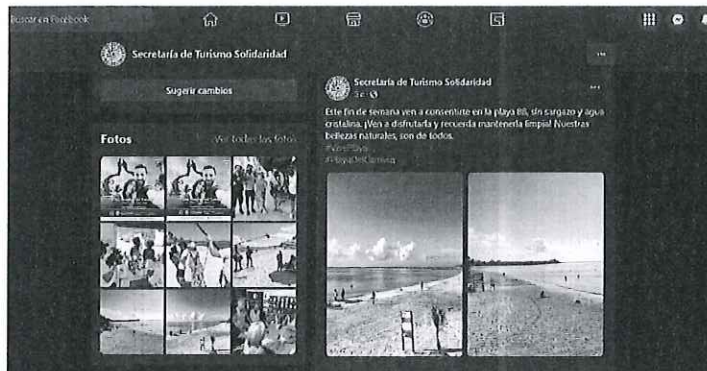 Buscar en Facebook
Secretaría de Turismo Solidaridad
Sugerir cambios
Fotos
Ver todas las fotos
Secretaría de Turismo Solidaridad
Este fin de semana ven a consentirte en la playa 88, sin sargazo y agua
cristalina. ¡Ven a disfrutarla y recuerda mantenerla limpia! Nuestras
bellezas naturales, son de todos.